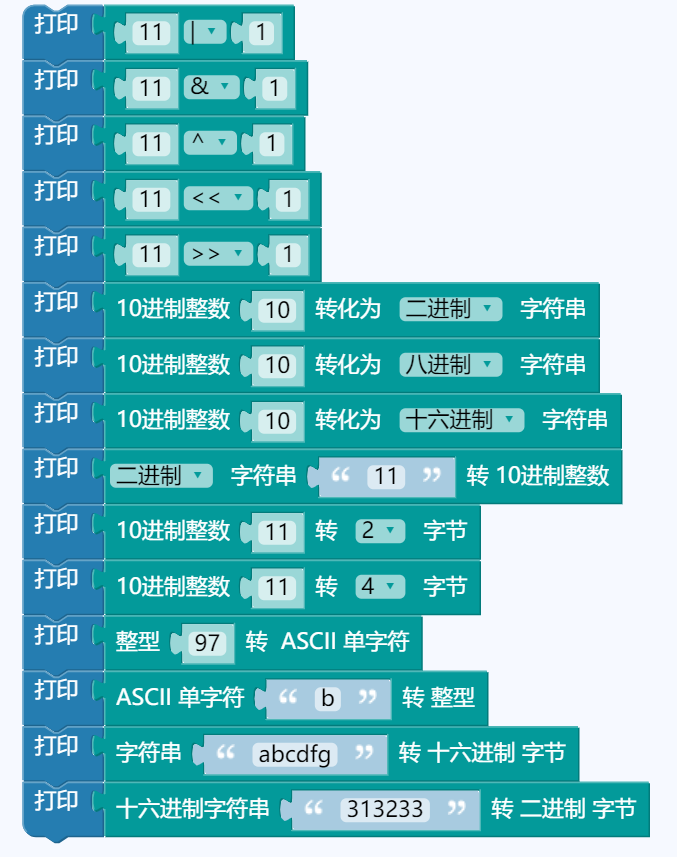 打印 11 | 1
打印 11 & 1
打印 11 ^ 1
打印 11 << 1
打印 11 >> 1
打印 10进制整数 10 转化为 二进制 字符串
打印 10进制整数 10 转化为 八进制 字符串
打印 10进制整数 10 转化为 十六进制 字符串
打印 二进制 字符串 “ 11 ” 转 10进制整数
打印 10进制整数 11 转 2 字节
打印 10进制整数 11 转 4 字节
打印 整型 97 转 ASCII 单字符
打印 ASCII 单字符 “ b ” 转 整型
打印 字符串 “ abcdfg ” 转 十六进制 字节
打印 十六进制字符串 “ 313233 ” 转 二进制 字节